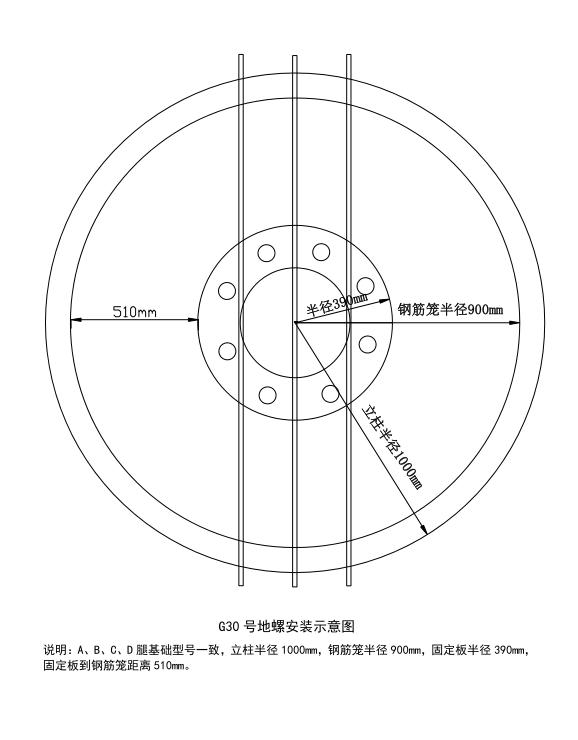 半径390mm
510mm
钢筋笼半径900mm
立柱半径1000mm
G30 号地螺安装示意图
说明: A、B、C、D 腿基础型号一致, 立柱半径 1000mm, 钢筋笼半径 900mm, 固定板半径 390mm,
固定板到钢筋笼距离 510mm。